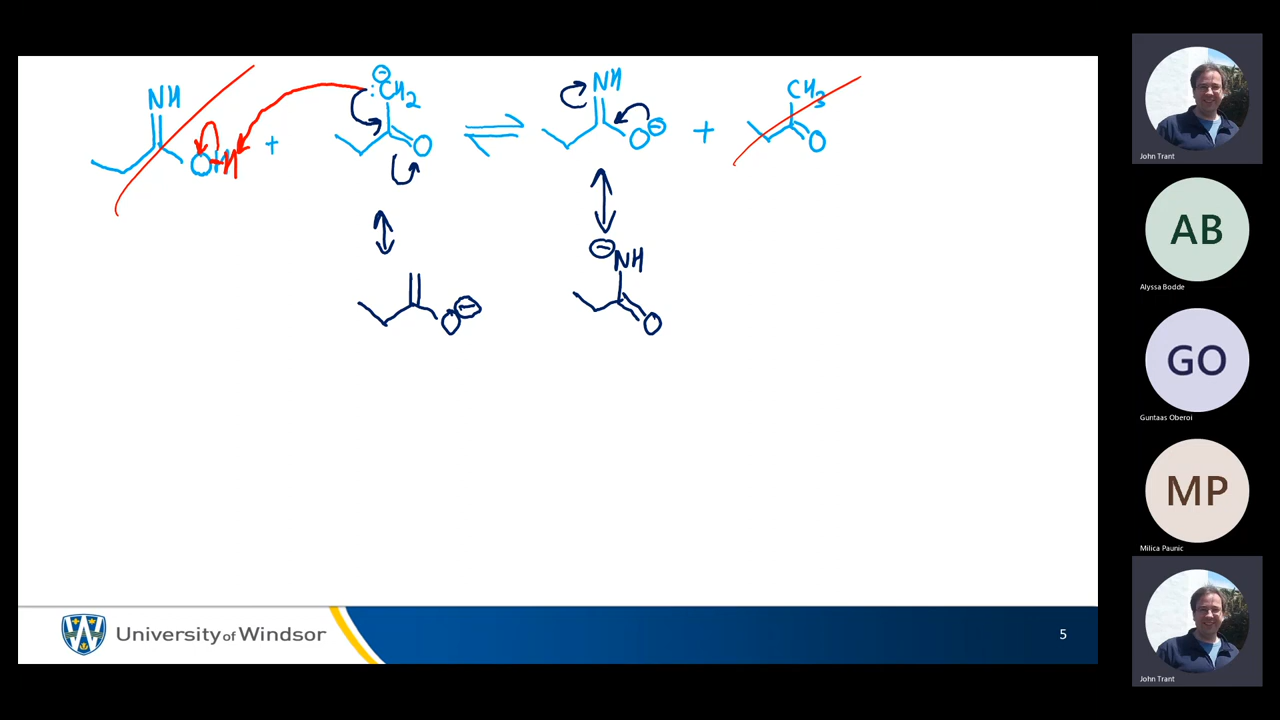 NH
OH
H
+
⊖
:CH2
O
⇌
NH
O⊖
+
CH3
O
O⊖
⊖NH
O
University of Windsor
5
John Trant
AB
Alyssa Bodde
GO
Guntaas Oberoi
MP
Milica Paunic
John Trant